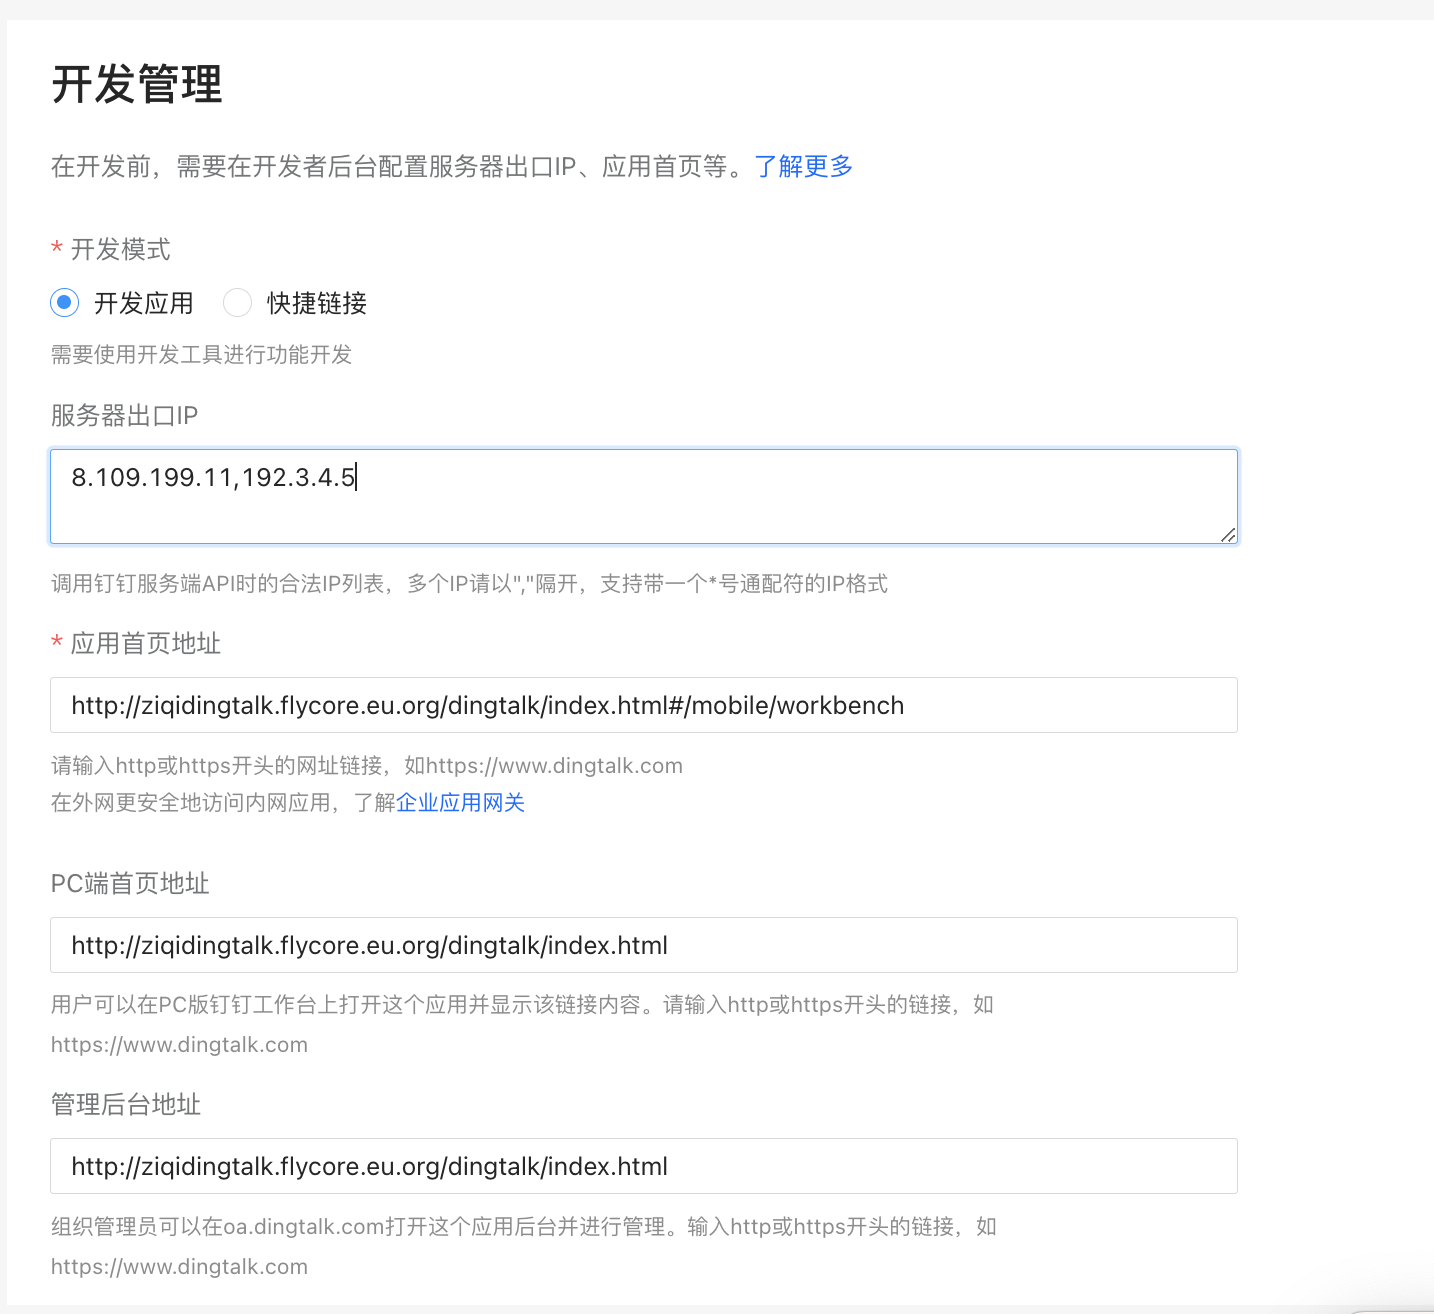 开发管理
在开发前，需要在开发者后台配置服务器出口IP、应用首页等。了解更多
* 开发模式
开发应用 快捷链接
需要使用开发工具进行功能开发
服务器出口IP
8.109.199.11,192.3.4.5
调用钉钉服务端API时的合法IP列表，多个IP请以","隔开，支持带一个*号通配符的IP格式
* 应用首页地址
http://ziqidingtalk.flycore.eu.org/dingtalk/index.html#/mobile/workbench
请输入http或https开头的网址链接，如https://www.dingtalk.com
在外网更安全地访问内网应用，了解企业应用网关
PC端首页地址
http://ziqidingtalk.flycore.eu.org/dingtalk/index.html
用户可以在PC版钉钉工作台上打开这个应用并显示该链接内容。请输入http或https开头的链接，如
https://www.dingtalk.com
管理后台地址
http://ziqidingtalk.flycore.eu.org/dingtalk/index.html
组织管理员可以在oa.dingtalk.com打开这个应用后台并进行管理。输入http或https开头的链接，如
https://www.dingtalk.com